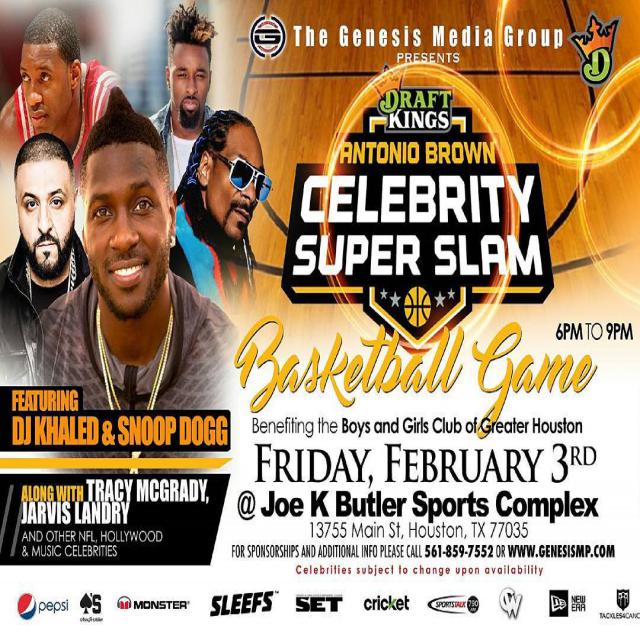 The Genesis Media Group
PRESENTS
DRAFT
KINGS
ANTONIO BROWN
CELEBRITY
SUPER SLAM
6PM TO 9PM
Basketball Game
FEATURING
DJ KHALED & SNOOP DOGG
Benefiting the Boys and Girls Club of Greater Houston
FRIDAY, FEBRUARY 3RD
@ Joe K Butler Sports Complex
13755 Main St, Houston, TX 77035
ALONG WITH TRACY MCGRADY,
JARVIS LANDRY
AND OTHER NFL, HOLLYWOOD
& MUSIC CELEBRITIES
FOR SPONSORSHIPS AND ADDITIONAL INFO PLEASE CALL 561-859-7552 OR WWW.GENESISMP.COM
Celebrities subject to change upon availability
pepsi MONSTER SLEEFS SET cricket SPORTSTALK 790 NEW ERA TACKLES4CANC